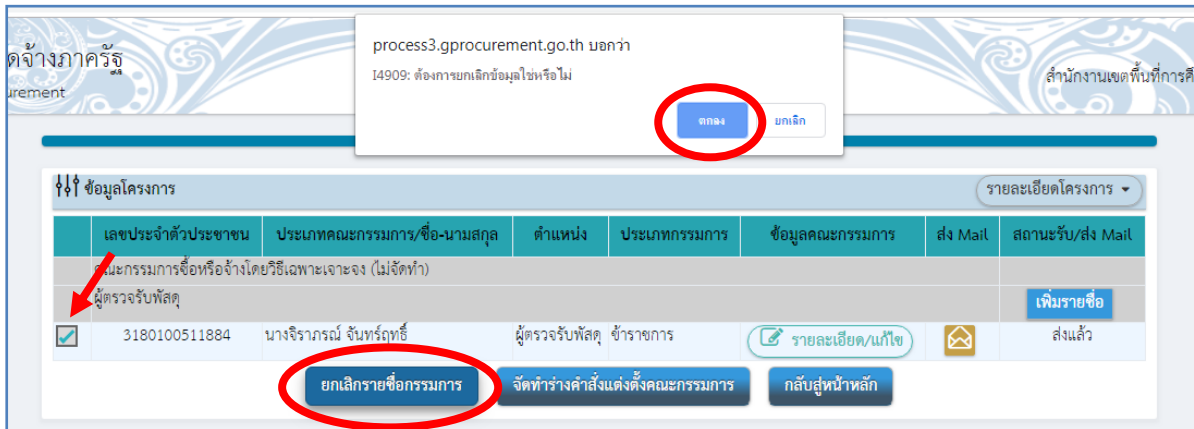 process3.gprocurement.go.th บอกว่า
I4909: ต้องการยกเลิกข้อมูลใช่หรือไม่
ตกลง ยกเลิก
ดจ้างภาครัฐ
urement
สำนักงานเขตพื้นที่การศึ
ข้อมูลโครงการ
รายละเอียดโครงการ
เลขประจำตัวประชาชน ประเภทคณะกรรมการ/ชื่อ-นามสกุล ตำแหน่ง ประเภทกรรมการ ข้อมูลคณะกรรมการ ส่ง Mail สถานะรับ/ส่ง Mail
คณะกรรมการซื้อหรือจ้างโดยวิธีเฉพาะเจาะจง (ไม่จัดทำ)
ผู้ตรวจรับพัสดุ เพิ่มรายชื่อ
3180100511884 นางจิราภรณ์ จันทร์ฤทธิ์ ผู้ตรวจรับพัสดุ ข้าราชการ รายละเอียด/แก้ไข ส่งแล้ว
ยกเลิกรายชื่อกรรมการ จัดทำร่างคำสั่งแต่งตั้งคณะกรรมการ กลับสู่หน้าหลัก